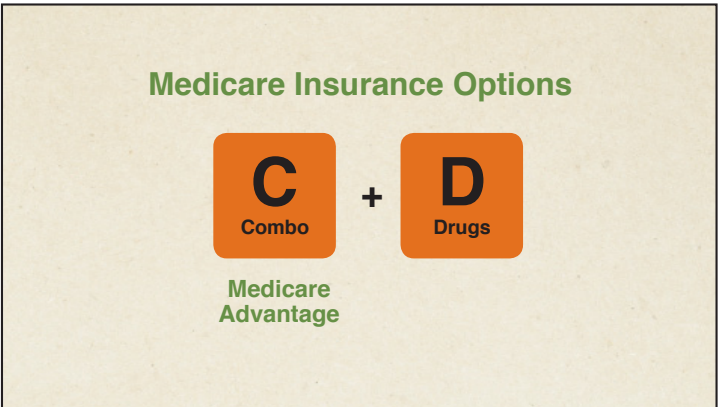 Medicare Insurance Options
C + D
Combo Drugs
Medicare
Advantage